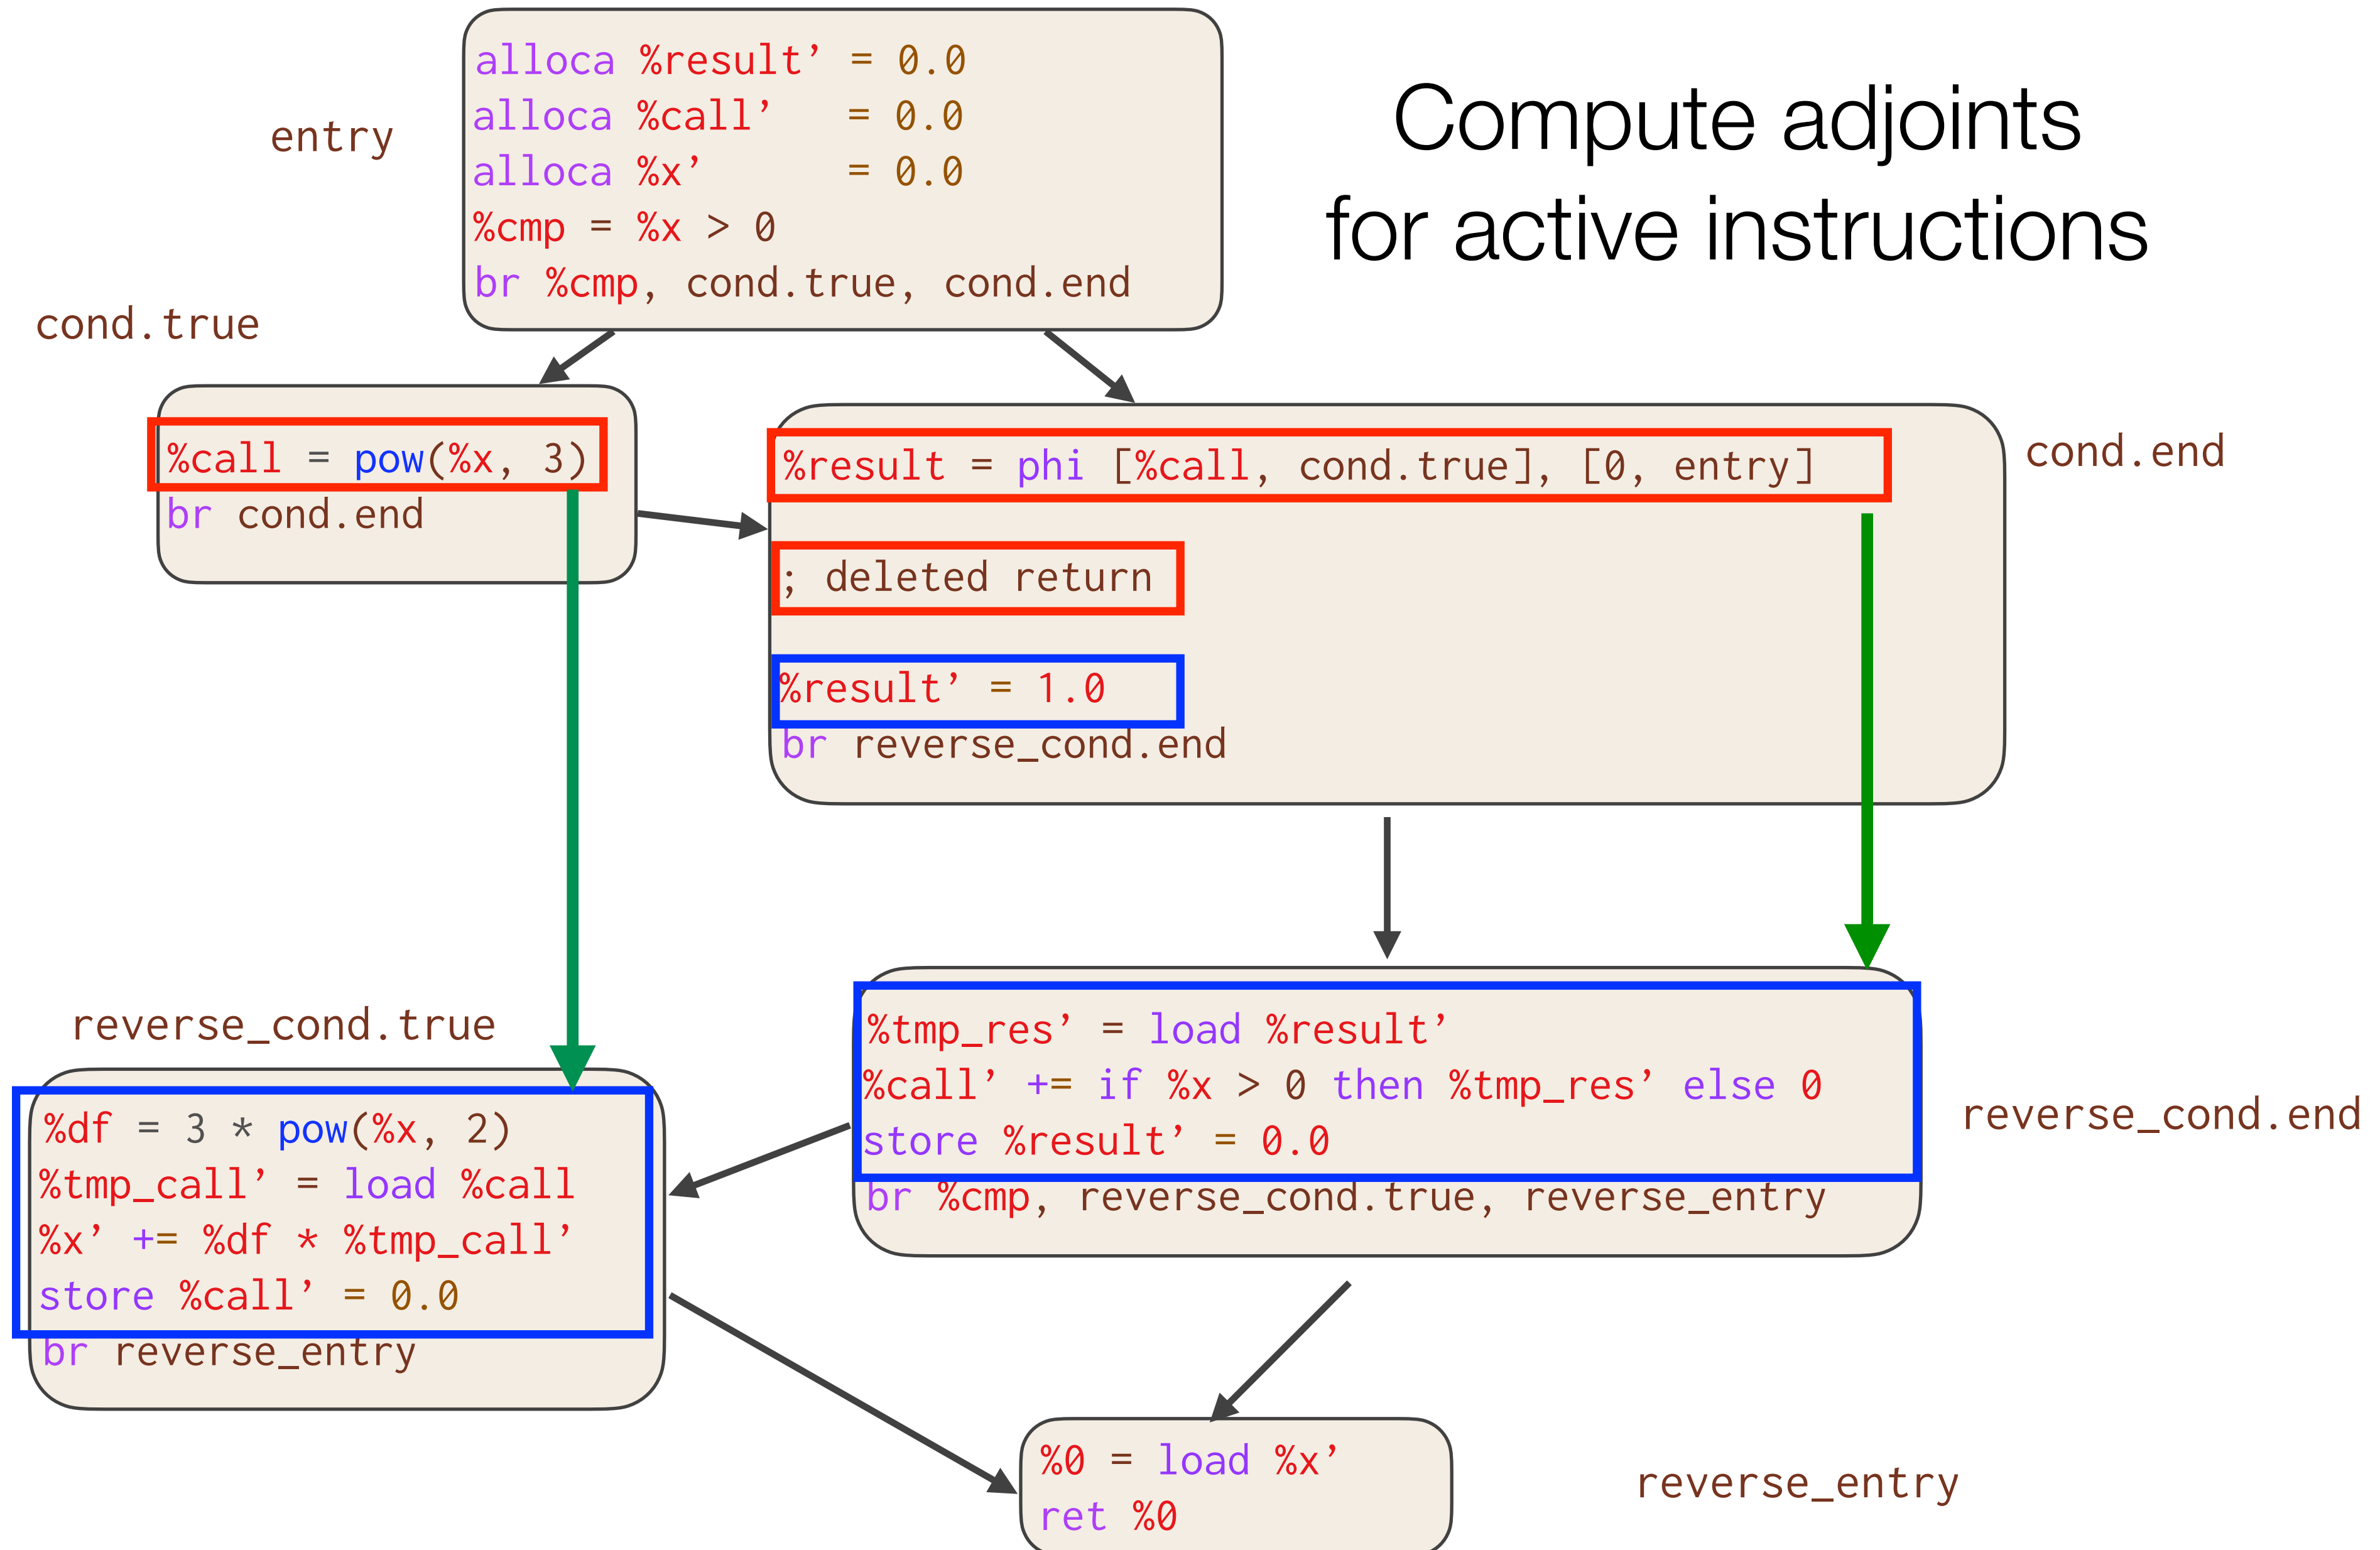 Compute adjoints
for active instructions
entry
alloca %result’ = 0.0
alloca %call’   = 0.0
alloca %x’      = 0.0
%cmp = %x > 0
br %cmp, cond.true, cond.end
cond.true
%call = pow(%x, 3)
br cond.end
cond.end
%result = phi [%call, cond.true], [0, entry]
; deleted return
%result’ = 1.0
br reverse_cond.end
reverse_cond.true
%df = 3 * pow(%x, 2)
%tmp_call’ = load %call
%x’ += %df * %tmp_call’
store %call’ = 0.0
br reverse_entry
reverse_cond.end
%tmp_res’ = load %result’
%call’ += if %x > 0 then %tmp_res’ else 0
store %result’ = 0.0
br %cmp, reverse_cond.true, reverse_entry
%0 = load %x’
ret %0
reverse_entry